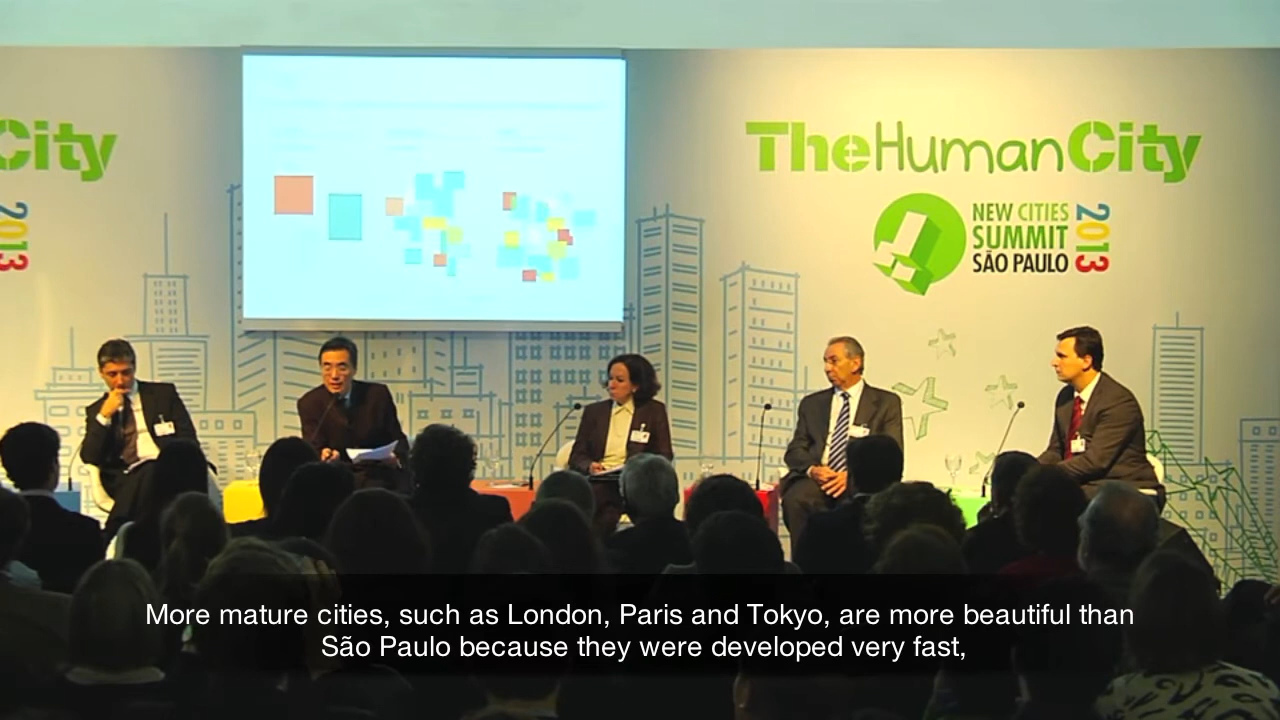 City
2013
TheHumanCity
NEW CITIES
SUMMIT
SÃO PAULO
2013
More mature cities, such as London, Paris and Tokyo, are more beautiful than
São Paulo because they were developed very fast,